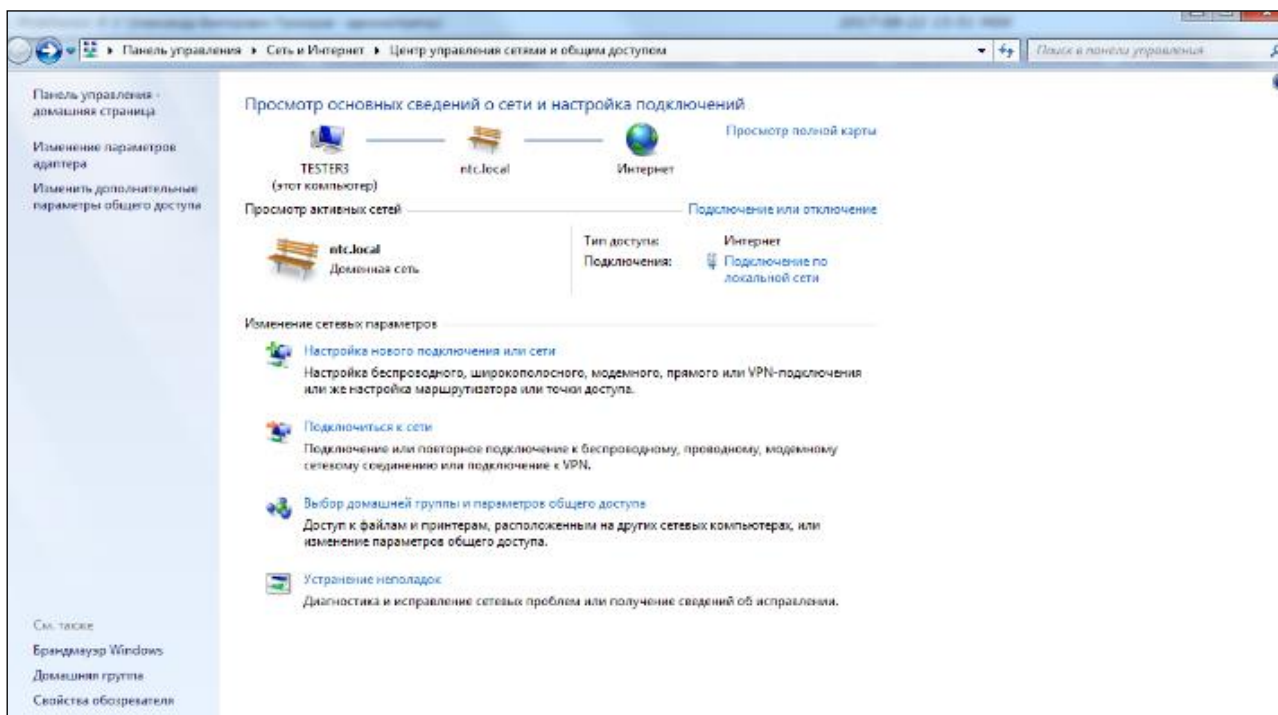 Панель управления ▸ Сеть и Интернет ▸ Центр управления сетями и общим доступом
Поиск в панели управления
Панель управления -
домашняя страница
Изменение параметров
адаптера
Изменить дополнительные
параметры общего доступа
Просмотр основных сведений о сети и настройка подключений
Просмотр полной карты
TESTER3
(этот компьютер)
ntc.local
Интернет
Просмотр активных сетей
Подключение или отключение
ntc.local
Доменная сеть
Тип доступа: Интернет
Подключения: Подключение по
локальной сети
Изменение сетевых параметров
Настройка нового подключения или сети
Настройка беспроводного, широкополосного, модемного, прямого или VPN-подключения
или же настройка маршрутизатора или точки доступа.
Подключиться к сети
Подключение или повторное подключение к беспроводному, проводному, модемному
сетевому соединению или подключение к VPN.
Выбор домашней группы и параметров общего доступа
Доступ к файлам и принтерам, расположенным на других сетевых компьютерах, или
изменение параметров общего доступа.
Устранение неполадок
Диагностика и исправление сетевых проблем или получение сведений об исправлении.
См. также
Брандмауэр Windows
Домашняя группа
Свойства обозревателя